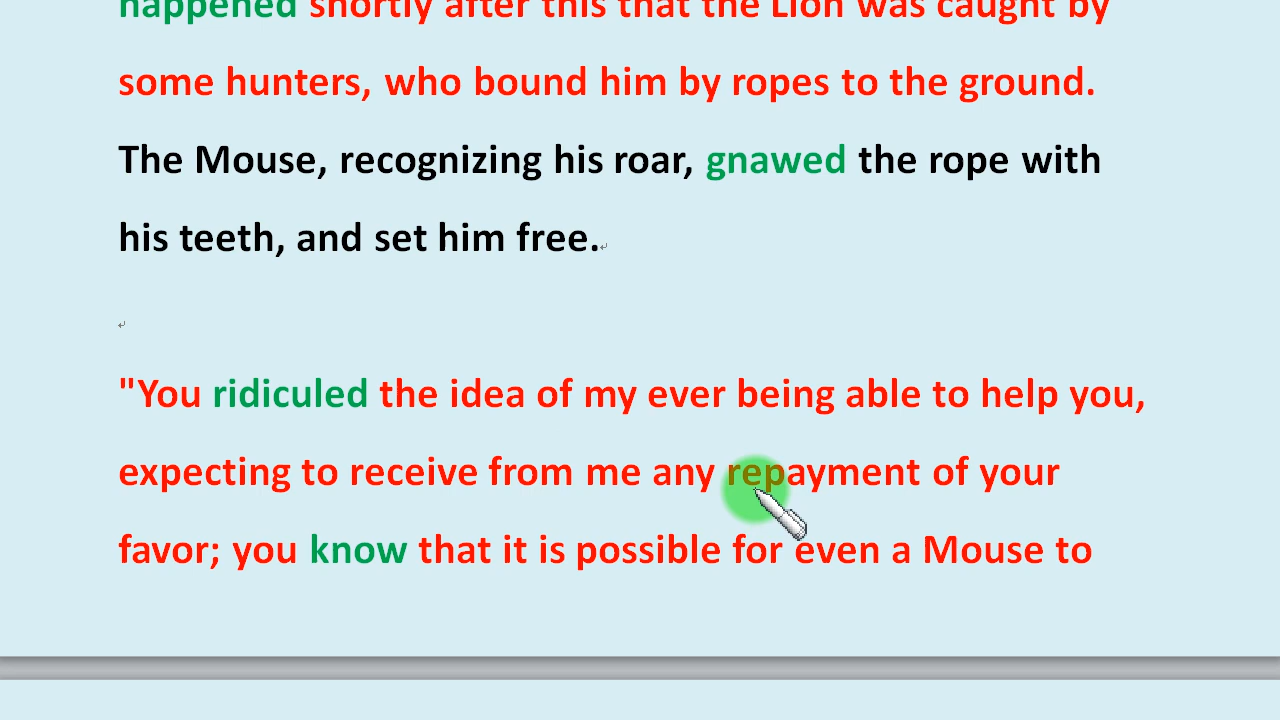 happened shortly after this that the Lion was caught by
some hunters, who bound him by ropes to the ground.
The Mouse, recognizing his roar, gnawed the rope with
his teeth, and set him free.
"You ridiculed the idea of my ever being able to help you,
expecting to receive from me any repayment of your
favor; you know that it is possible for even a Mouse to